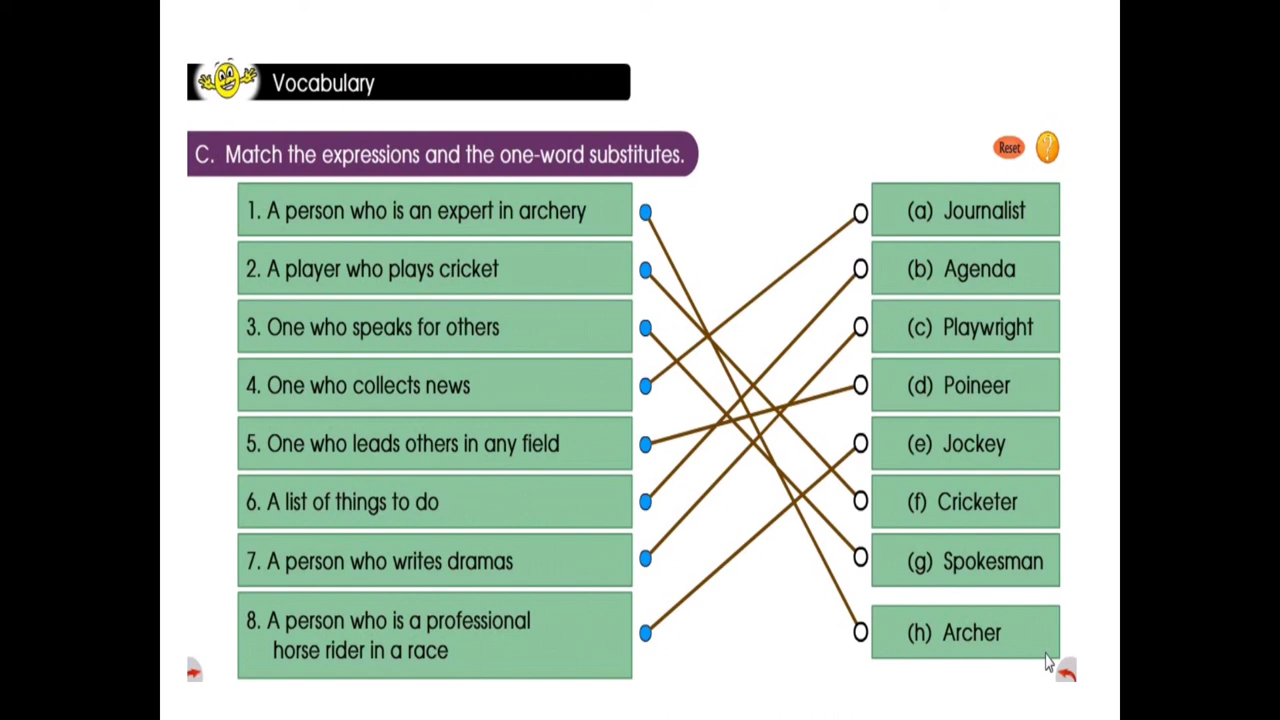 Vocabulary
C. Match the expressions and the one-word substitutes.
Reset
?
1. A person who is an expert in archery
(a) Journalist
2. A player who plays cricket
(b) Agenda
3. One who speaks for others
(c) Playwright
4. One who collects news
(d) Poineer
5. One who leads others in any field
(e) Jockey
6. A list of things to do
(f) Cricketer
7. A person who writes dramas
(g) Spokesman
8. A person who is a professional
horse rider in a race
(h) Archer